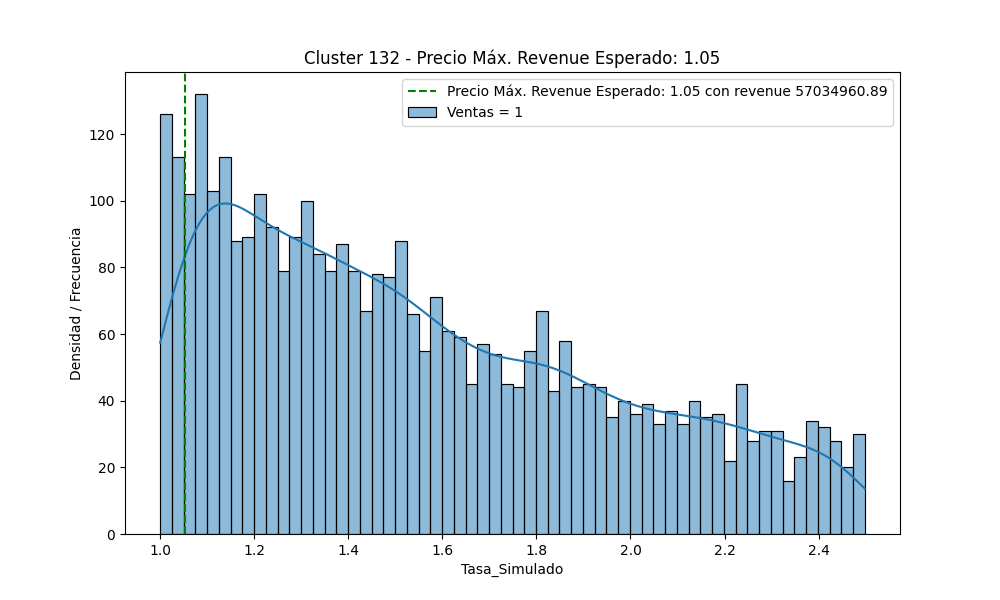 Cluster 132 - Precio Máx. Revenue Esperado: 1.05
Precio Máx. Revenue Esperado: 1.05 con revenue 57034960.89
Ventas = 1
Densidad / Frecuencia
120
100
80
60
40
20
0
1.0 1.2 1.4 1.6 1.8 2.0 2.2 2.4
Tasa_Simulado